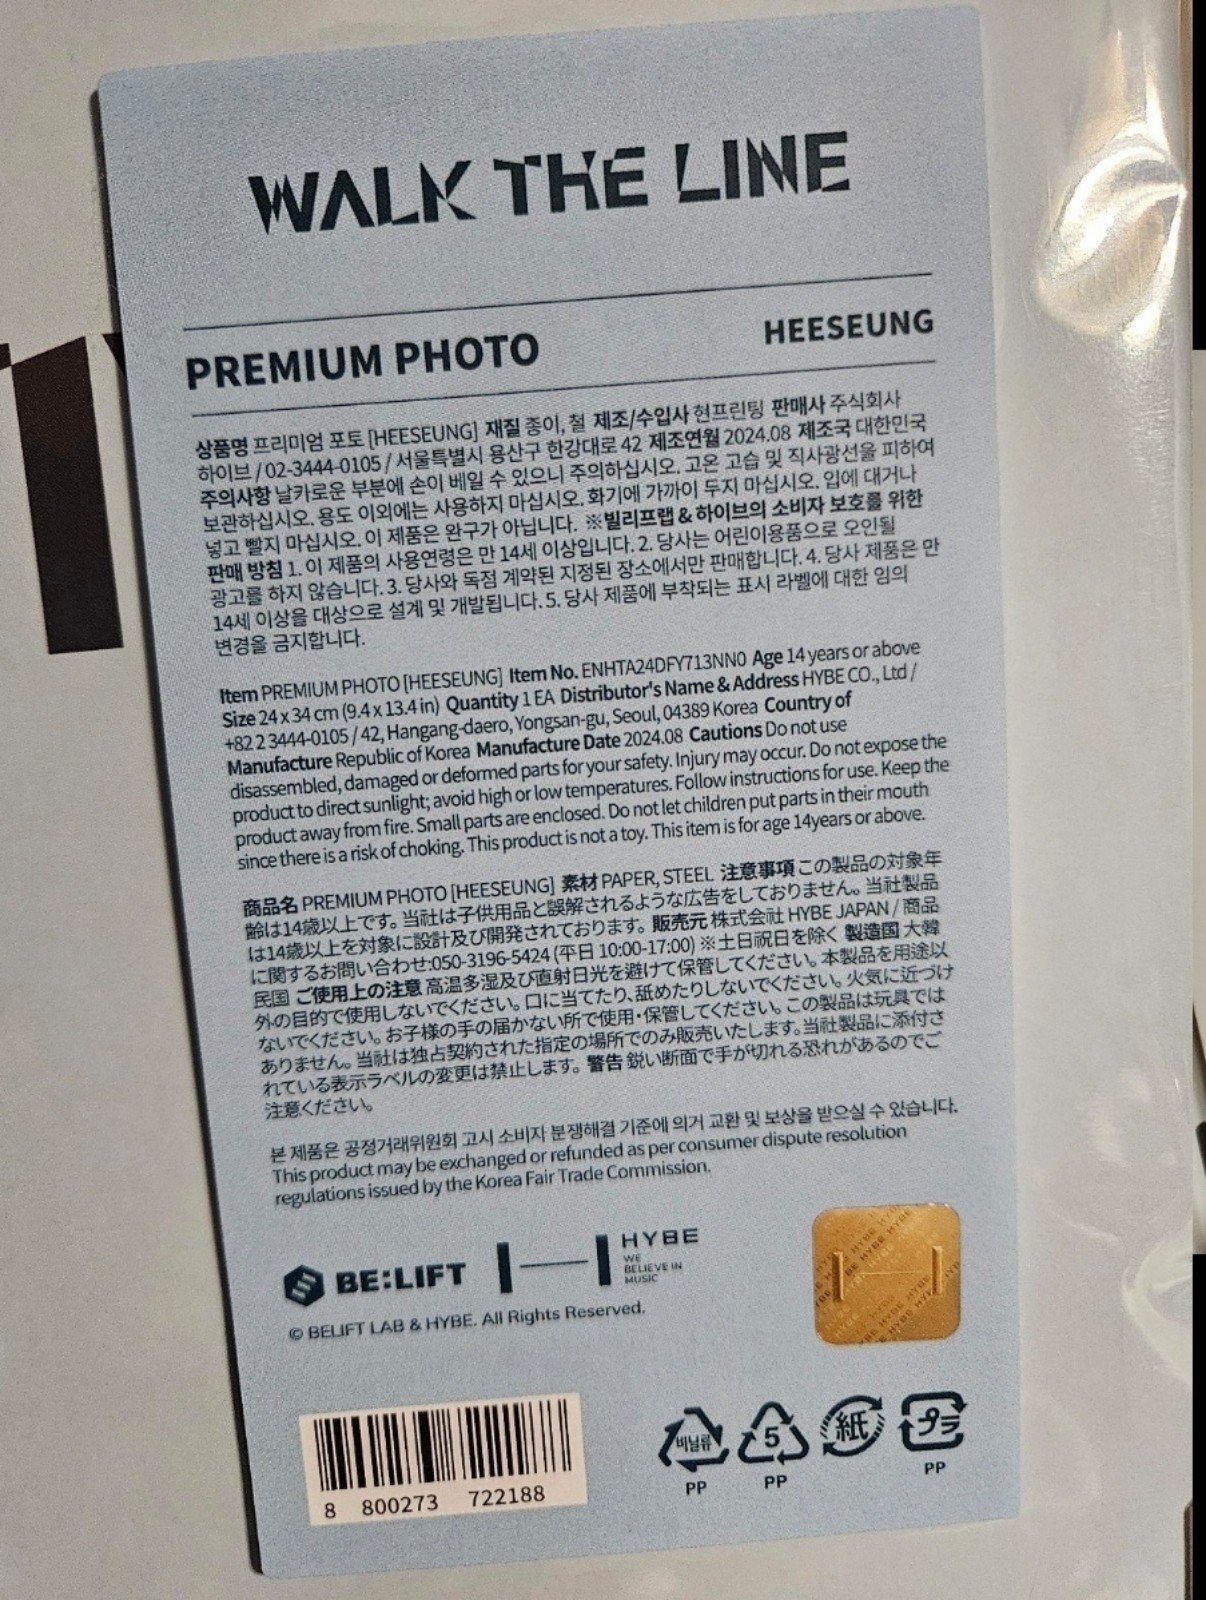 WALK THE LINE
PREMIUM PHOTO
HEESEUNG
상품명 프리미엄 포토 [HEESEUNG] 재질 종이, 철 제조/수입사 현프린팅 판매사 주식회사
하이브 / 02-3444-0105 / 서울특별시 용산구 한강대로 42 제조연월 2024.08 제조국 대한민국
주의사항 날카로운 부분에 손이 베일 수 있으니 주의하십시오. 고온 고습 및 직사광선을 피하여
보관하십시오. 용도 이외에는 사용하지 마십시오. 화기에 가까이 두지 마십시오. 입에 대거나
넣고 빨지 마십시오. 이 제품은 완구가 아닙니다. ※빌리프랩 & 하이브의 소비자 보호를 위한
판매 방침 1. 이 제품의 사용연령은 만 14세 이상입니다. 2. 당사는 어린이용품으로 오인될
광고를 하지 않습니다. 3. 당사와 독점 계약된 지정된 장소에서만 판매합니다. 4. 당사 제품은 만
14세 이상을 대상으로 설계 및 개발됩니다. 5. 당사 제품에 부착되는 표시 라벨에 대한 임의
변경을 금지합니다.
Item PREMIUM PHOTO [HEESEUNG] Item No. ENHTA24DFY713NN0 Age 14 years or above
Size 24 x 34 cm (9.4 x 13.4 in) Quantity 1 EA Distributor's Name & Address HYBE CO., Ltd /
+82 2 3444-0105 / 42, Hangang-daero, Yongsan-gu, Seoul, 04389 Korea Country of
Manufacture Republic of Korea Manufacture Date 2024.08 Cautions Do not use
disassembled, damaged or deformed parts for your safety. Injury may occur. Do not expose the
product to direct sunlight; avoid high or low temperatures. Follow instructions for use. Keep the
product away from fire. Small parts are enclosed. Do not let children put parts in their mouth
since there is a risk of choking. This product is not a toy. This item is for age 14years or above.
商品名 PREMIUM PHOTO [HEESEUNG] 素材 PAPER, STEEL 注意事項 この製品の対象年
齢は14歳以上です。当社は子供用品と誤解されるような広告をしておりません。当社製品
は14歳以上を対象に設計及び開発されております。販売元 株式会社 HYBE JAPAN / 商品
に関するお問い合わせ:050-3196-5424 (平日 10:00-17:00) ※土日祝日を除く 製造国 大韓
民国 ご使用上の注意 高温多湿及び直射日光を避けて保管してください。本製品を用途以
外の目的で使用しないでください。口に当てたり、舐めたりしないでください。火気に近づけ
ないでください。お子様の手の届かない所で使用・保管してください。この製品は玩具では
ありません。当社は独占契約された指定の場所でのみ販売いたします。当社製品に添付さ
れている表示ラベルの変更は禁止します。警告 鋭い断面で手が切れる恐れがあるのでご
注意ください。
본 제품은 공정거래위원회 고시 소비자 분쟁해결 기준에 의거 교환 및 보상을 받으실 수 있습니다.
This product may be exchanged or refunded as per consumer dispute resolution
regulations issued by the Korea Fair Trade Commission.
BE:LIFT
HYBE
WE
BELIEVE IN
MUSIC
© BELIFT LAB & HYBE. All Rights Reserved.
HYBE HYBE HYBE
8 800273 722188
비닐류
PP
5
PP
紙
プラ
PP